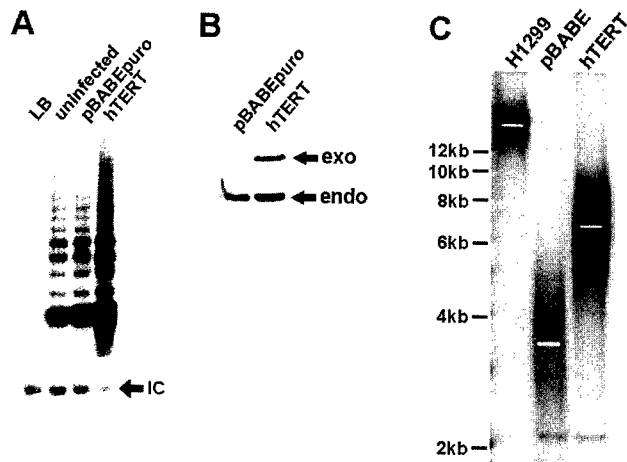 A
LB
uninfected
pBABEpuro
hTERT
IC
B
pBABEpuro
hTERT
exo
endo
C
H1299
pBABE
hTERT
12kb
10kb
8kb
6kb
4kb
2kb